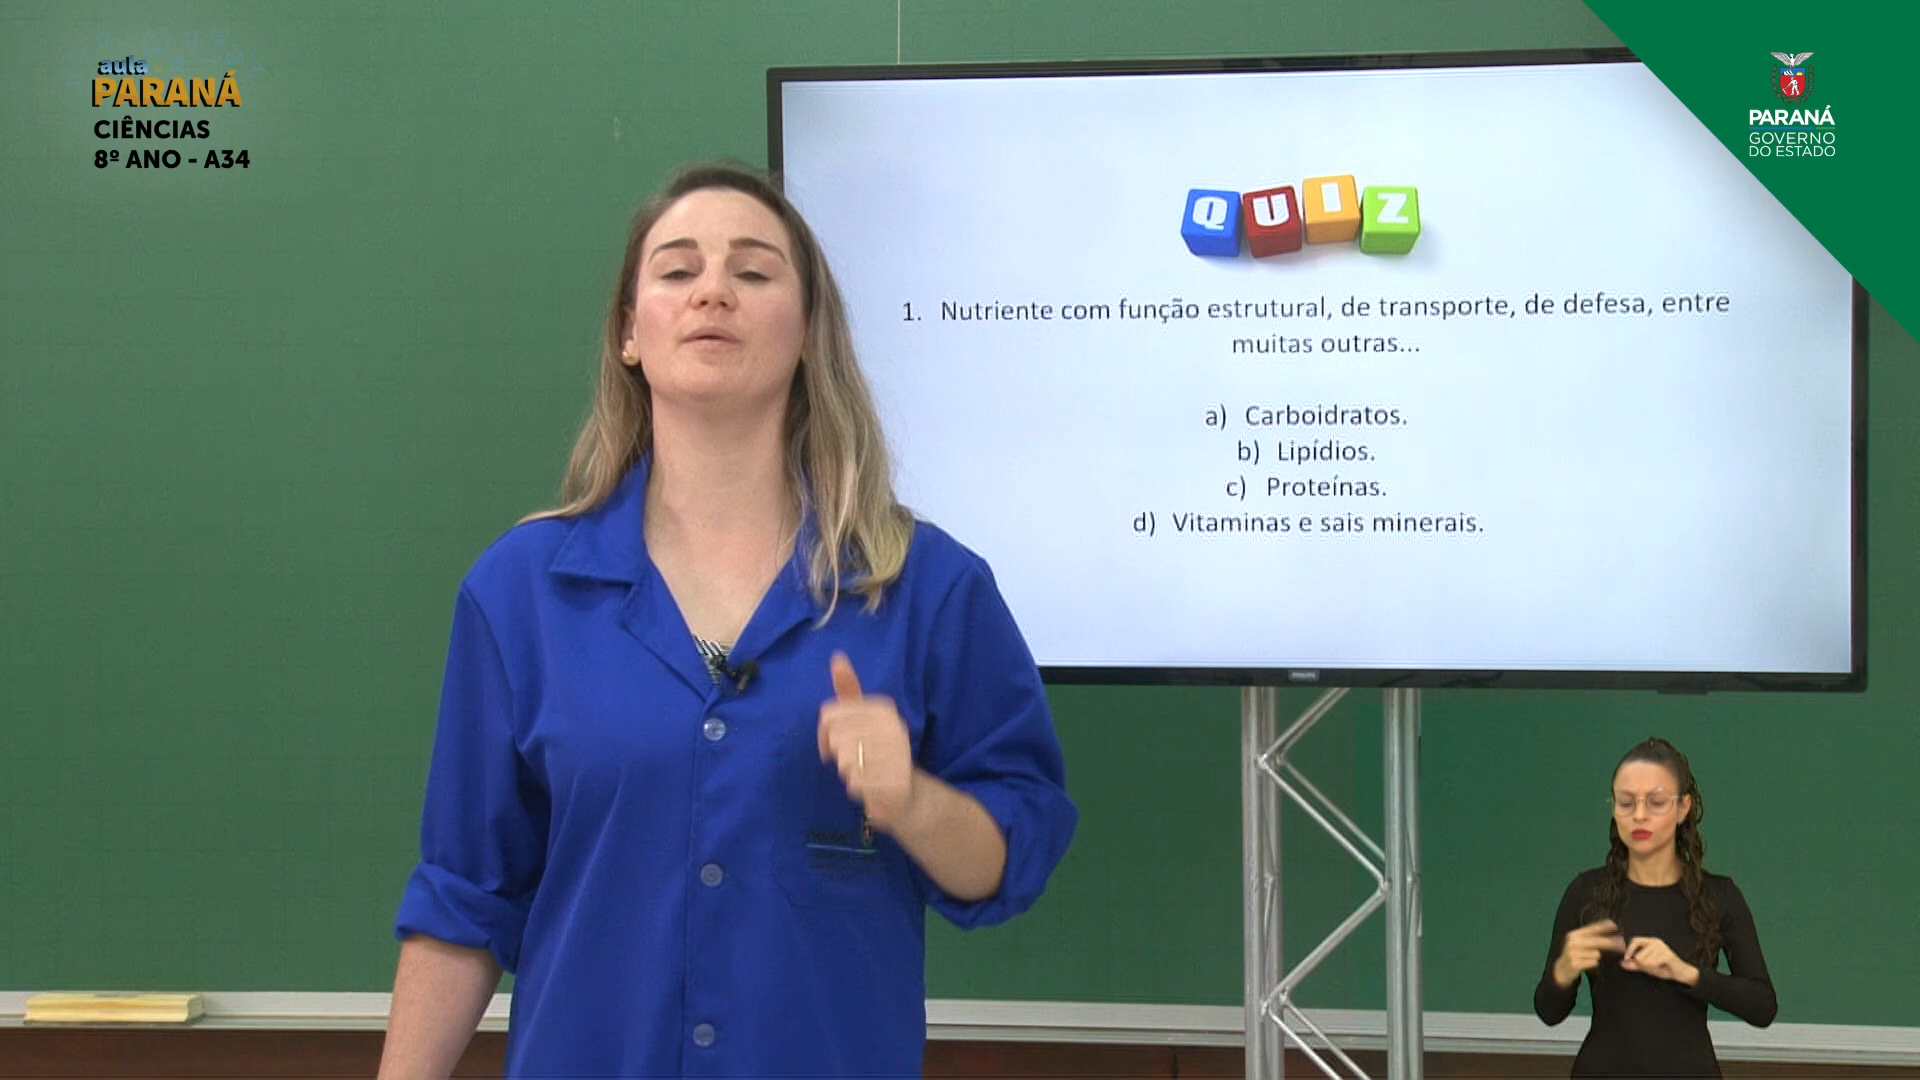 aula
PARANÁ
CIÊNCIAS
8º ANO - A34
PARANÁ
GOVERNO
DO ESTADO
QUIZ
1. Nutriente com função estrutural, de transporte, de defesa, entre
muitas outras...
a) Carboidratos.
b) Lipídios.
c) Proteínas.
d) Vitaminas e sais minerais.
PHILIPS